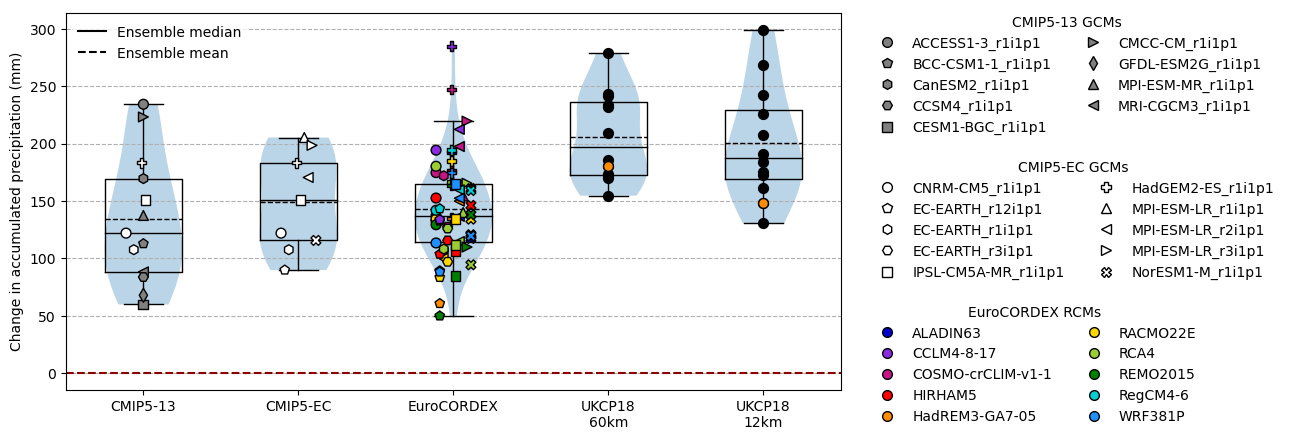 Change in accumulated precipitation (mm)
300
250
200
150
100
50
0
Ensemble median
Ensemble mean
CMIP5-13
CMIP5-EC
EuroCORDEX
UKCP18
60km
UKCP18
12km
CMIP5-13 GCMs
ACCESS1-3_r1i1p1
BCC-CSM1-1_r1i1p1
CanESM2_r1i1p1
CCSM4_r1i1p1
CESM1-BGC_r1i1p1
CMCC-CM_r1i1p1
GFDL-ESM2G_r1i1p1
MPI-ESM-MR_r1i1p1
MRI-CGCM3_r1i1p1
CMIP5-EC GCMs
CNRM-CM5_r1i1p1
EC-EARTH_r12i1p1
EC-EARTH_r1i1p1
EC-EARTH_r3i1p1
IPSL-CM5A-MR_r1i1p1
HadGEM2-ES_r1i1p1
MPI-ESM-LR_r1i1p1
MPI-ESM-LR_r2i1p1
MPI-ESM-LR_r3i1p1
NorESM1-M_r1i1p1
EuroCORDEX RCMs
ALADIN63
CCLM4-8-17
COSMO-crCLIM-v1-1
HIRHAM5
HadREM3-GA7-05
RACMO22E
RCA4
REMO2015
RegCM4-6
WRF381P